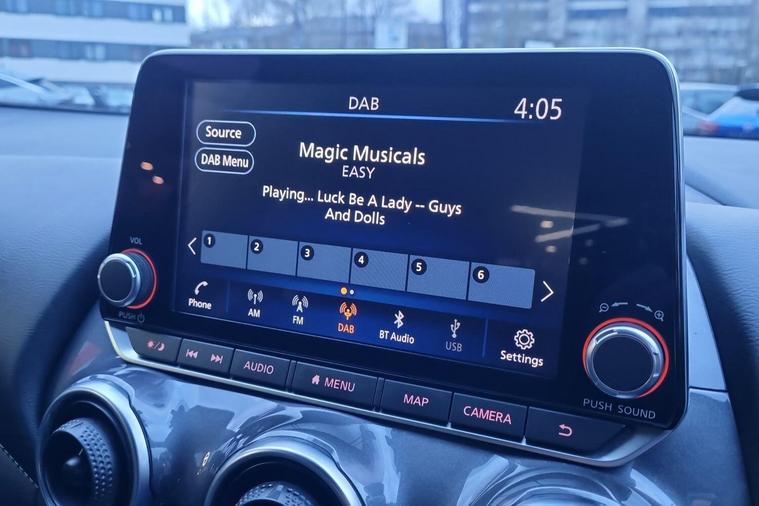 DAB
4:05
Source
DAB Menu
Magic Musicals
EASY
Playing... Luck Be A Lady -- Guys
And Dolls
1 2 3 4 5 6
Phone AM FM DAB BT Audio USB Settings
VOL
PUSH
AUDIO MENU MAP CAMERA
PUSH SOUND